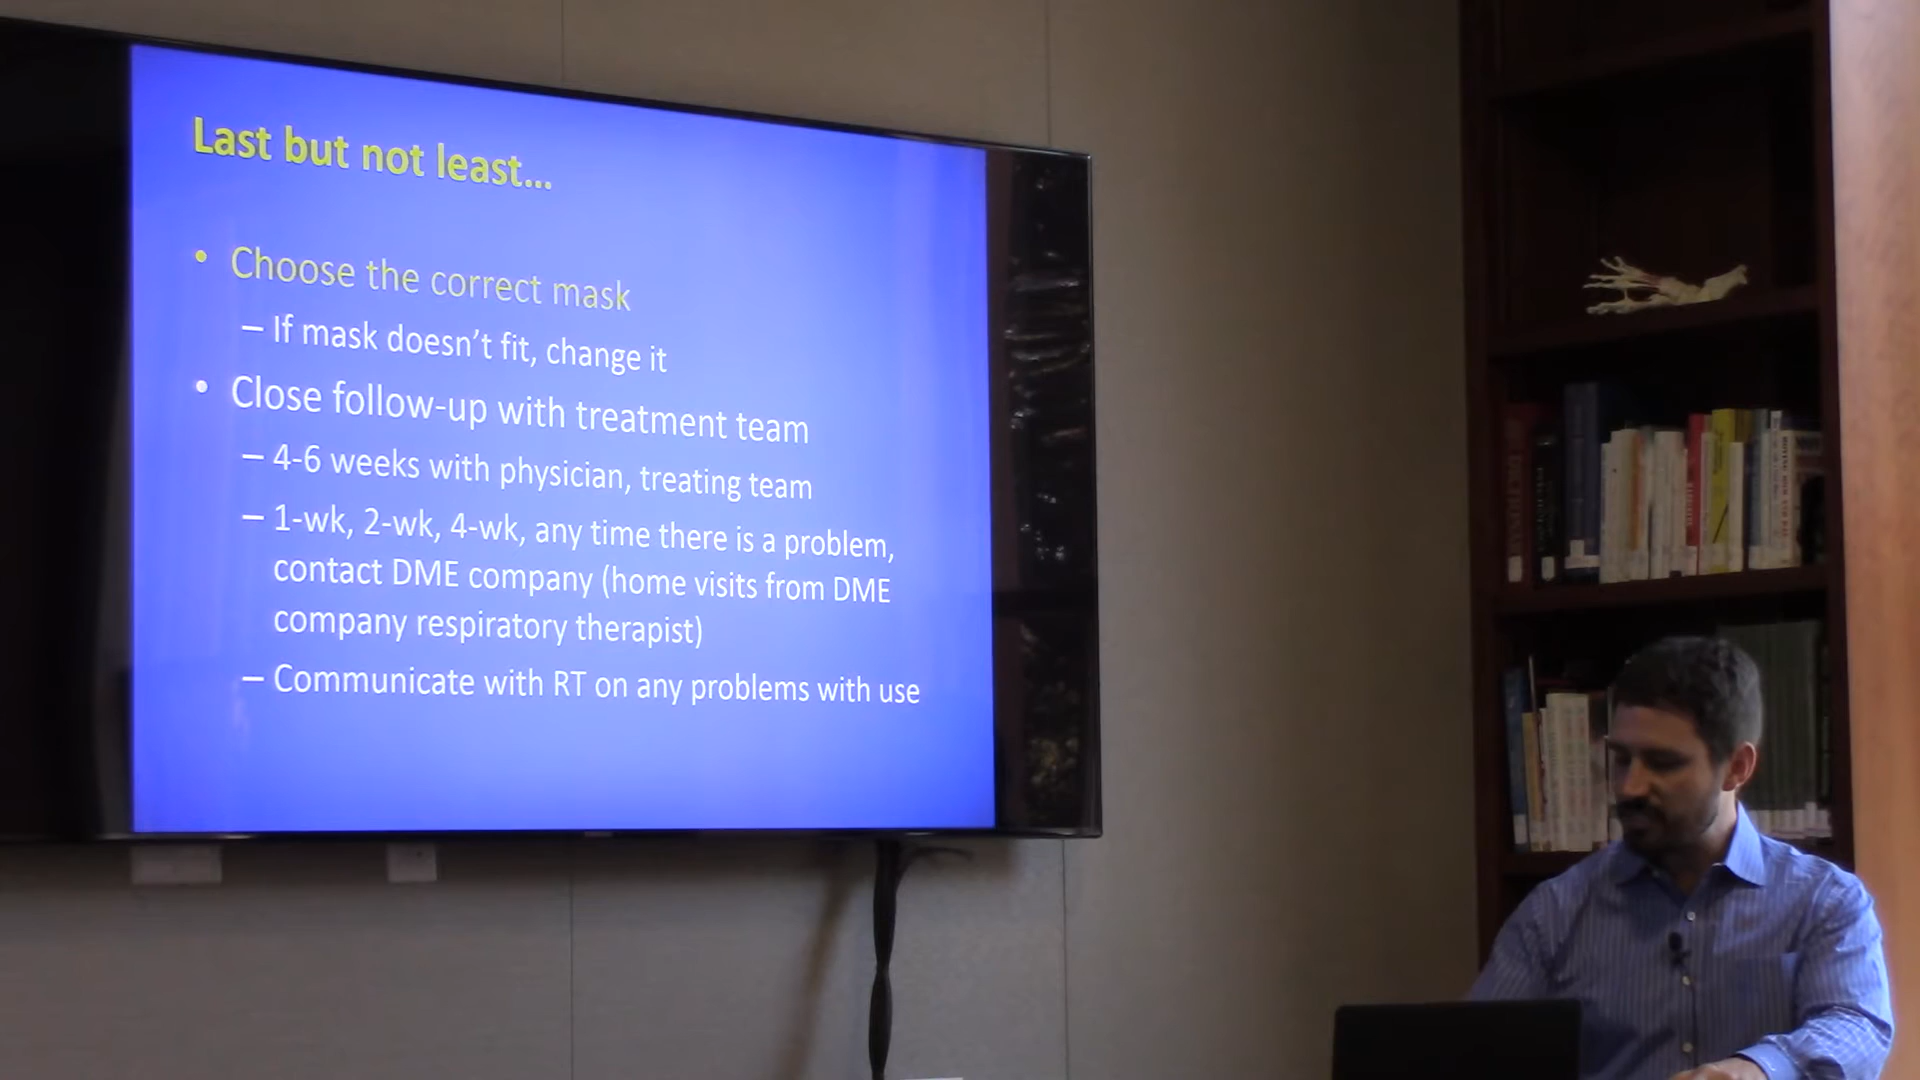 Last but not least...
• Choose the correct mask
– If mask doesn't fit, change it
• Close follow-up with treatment team
– 4-6 weeks with physician, treating team
– 1-wk, 2-wk, 4-wk, any time there is a problem,
contact DME company (home visits from DME
company respiratory therapist)
– Communicate with RT on any problems with use